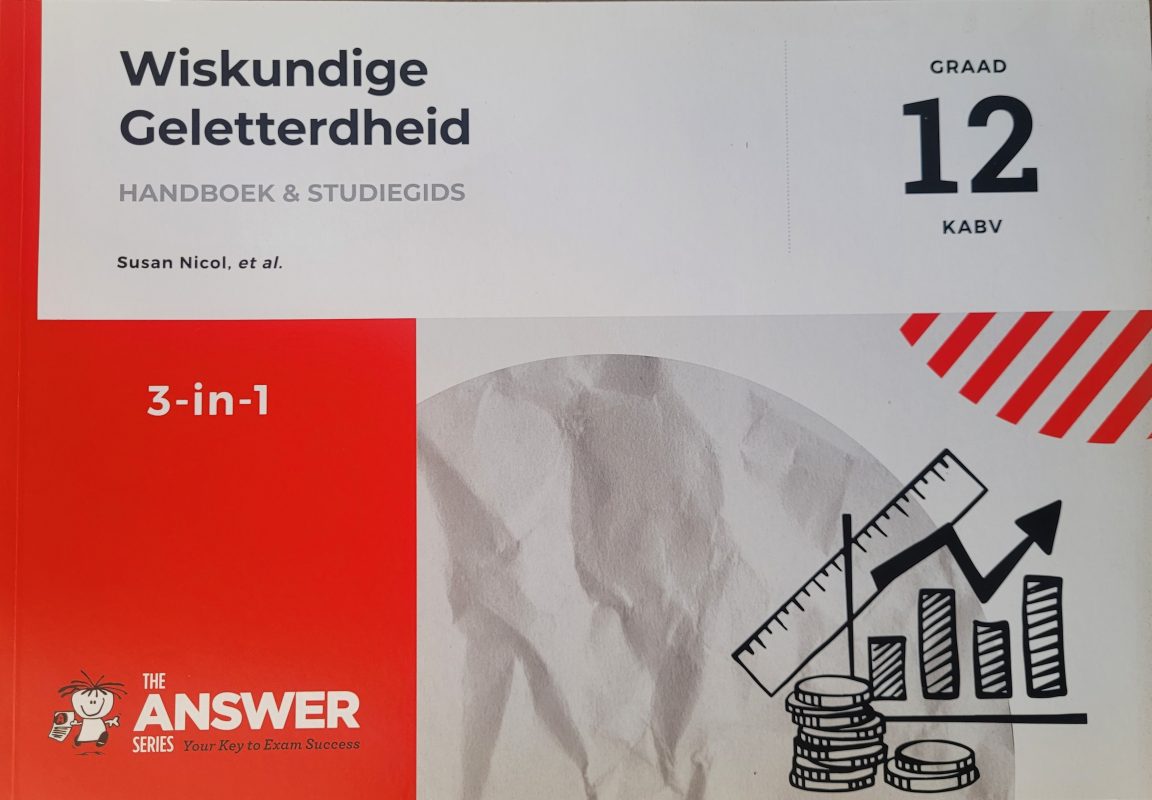 Wiskundige
Geletterdheid
HANDBOEK & STUDIEGIDS
Susan Nicol, et al.
GRAAD
12
KABV
3-in-1
THE
ANSWER
SERIES Your Key to Exam Success